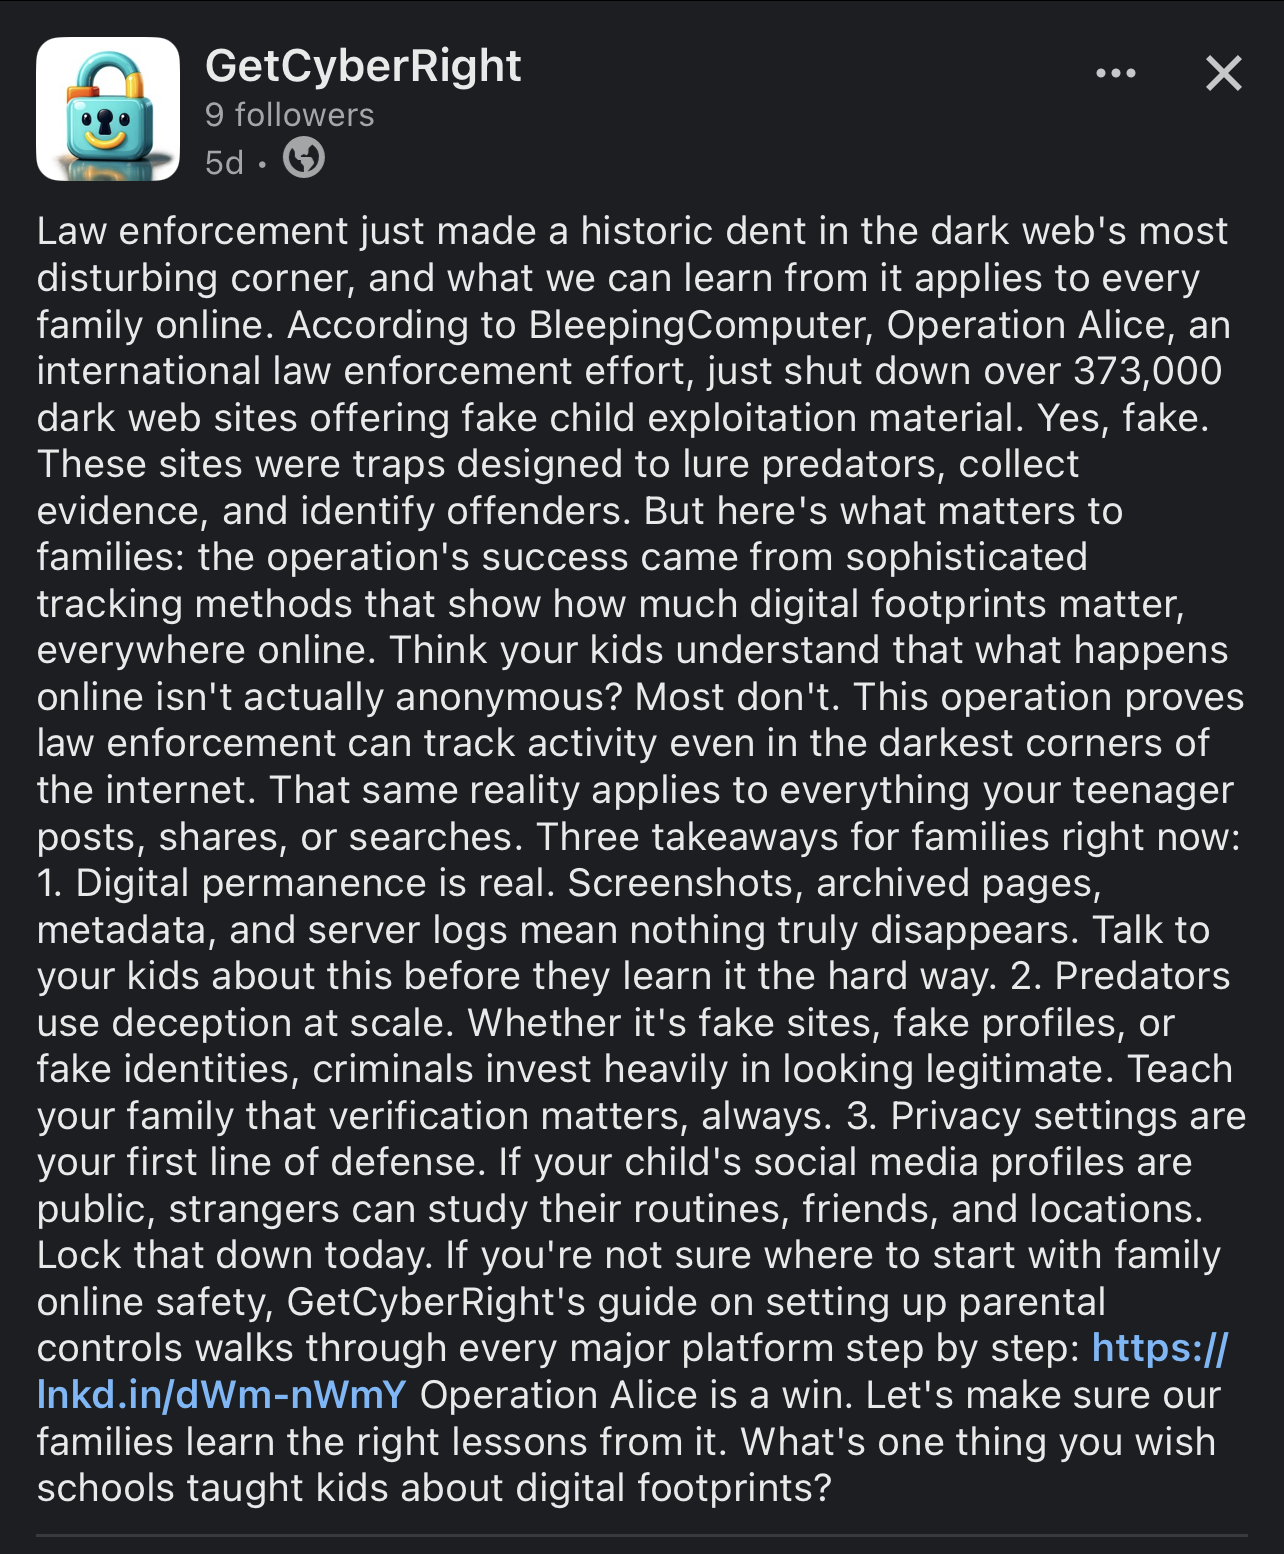 GetCyberRight
9 followers
5d •
Law enforcement just made a historic dent in the dark web's most
disturbing corner, and what we can learn from it applies to every
family online. According to BleepingComputer, Operation Alice, an
international law enforcement effort, just shut down over 373,000
dark web sites offering fake child exploitation material. Yes, fake.
These sites were traps designed to lure predators, collect
evidence, and identify offenders. But here's what matters to
families: the operation's success came from sophisticated
tracking methods that show how much digital footprints matter,
everywhere online. Think your kids understand that what happens
online isn't actually anonymous? Most don't. This operation proves
law enforcement can track activity even in the darkest corners of
the internet. That same reality applies to everything your teenager
posts, shares, or searches. Three takeaways for families right now:
1. Digital permanence is real. Screenshots, archived pages,
metadata, and server logs mean nothing truly disappears. Talk to
your kids about this before they learn it the hard way. 2. Predators
use deception at scale. Whether it's fake sites, fake profiles, or
fake identities, criminals invest heavily in looking legitimate. Teach
your family that verification matters, always. 3. Privacy settings are
your first line of defense. If your child's social media profiles are
public, strangers can study their routines, friends, and locations.
Lock that down today. If you're not sure where to start with family
online safety, GetCyberRight's guide on setting up parental
controls walks through every major platform step by step: https://
lnkd.in/dWm-nWmY Operation Alice is a win. Let's make sure our
families learn the right lessons from it. What's one thing you wish
schools taught kids about digital footprints?